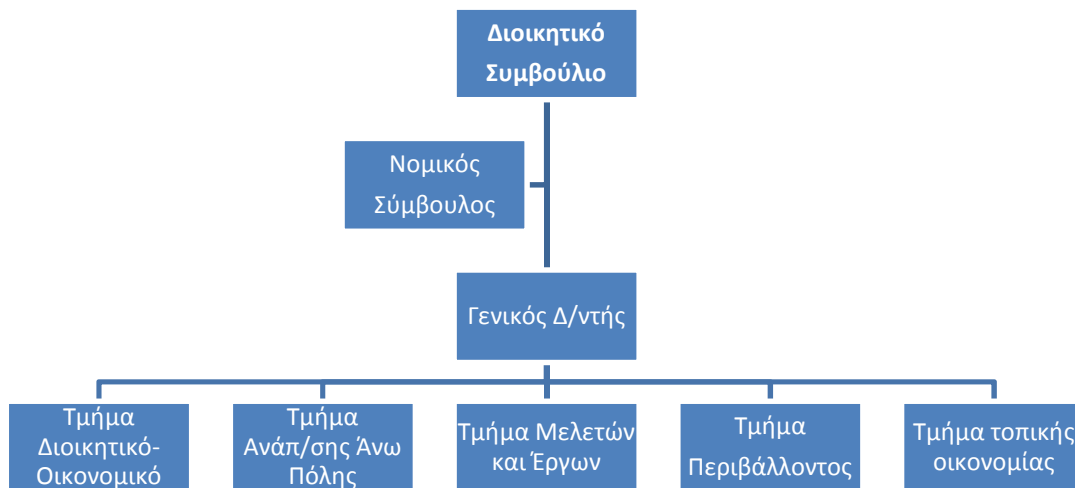 Διοικητικό
Συμβούλιο
Νομικός
Σύμβουλος
Γενικός Δ/ντής
Τμήμα
Διοικητικό-
Οικονομικό
Τμήμα
Ανάπ/σης Άνω
Πόλης
Τμήμα Μελετών
και Έργων
Τμήμα
Περιβάλλοντος
Τμήμα τοπικής
οικονομίας